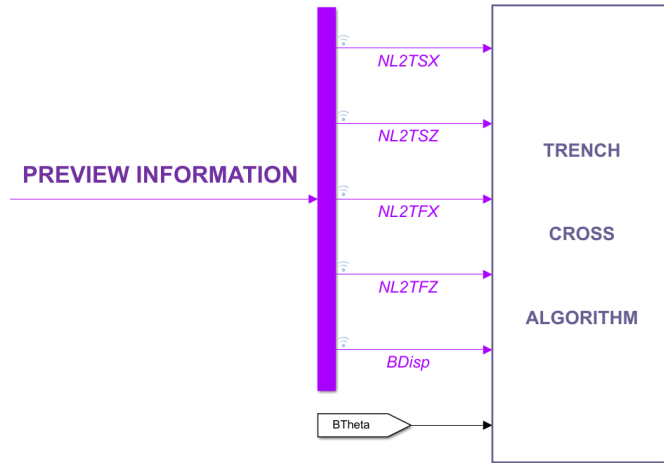 NL2TSX
NL2TSZ
TRENCH
PREVIEW INFORMATION
NL2TFX
CROSS
NL2TFZ
ALGORITHM
BDisp
BTheta